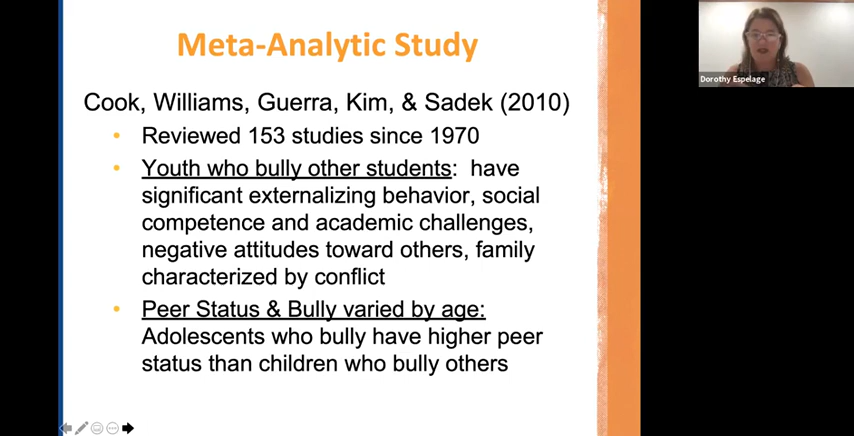 Meta-Analytic Study
Cook, Williams, Guerra, Kim, & Sadek (2010)
• Reviewed 153 studies since 1970
• Youth who bully other students: have
significant externalizing behavior, social
competence and academic challenges,
negative attitudes toward others, family
characterized by conflict
• Peer Status & Bully varied by age:
Adolescents who bully have higher peer
status than children who bully others
Dorothy Espelage